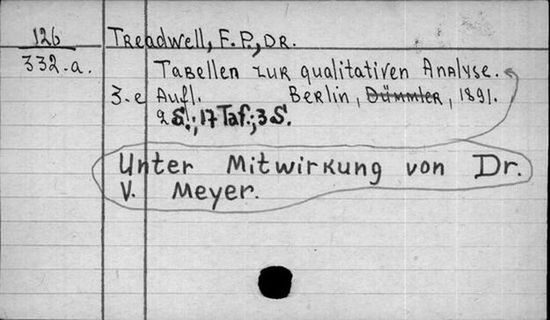 126
332.a.
Treadwell, F. P., Dr.
Tabellen zur qualitativen Analyse.
3.e Aufl. Berlin, Dümmler, 1891.
2 S.; 17 Taf.; 3 S.
Unter Mitwirkung von Dr.
V. Meyer.